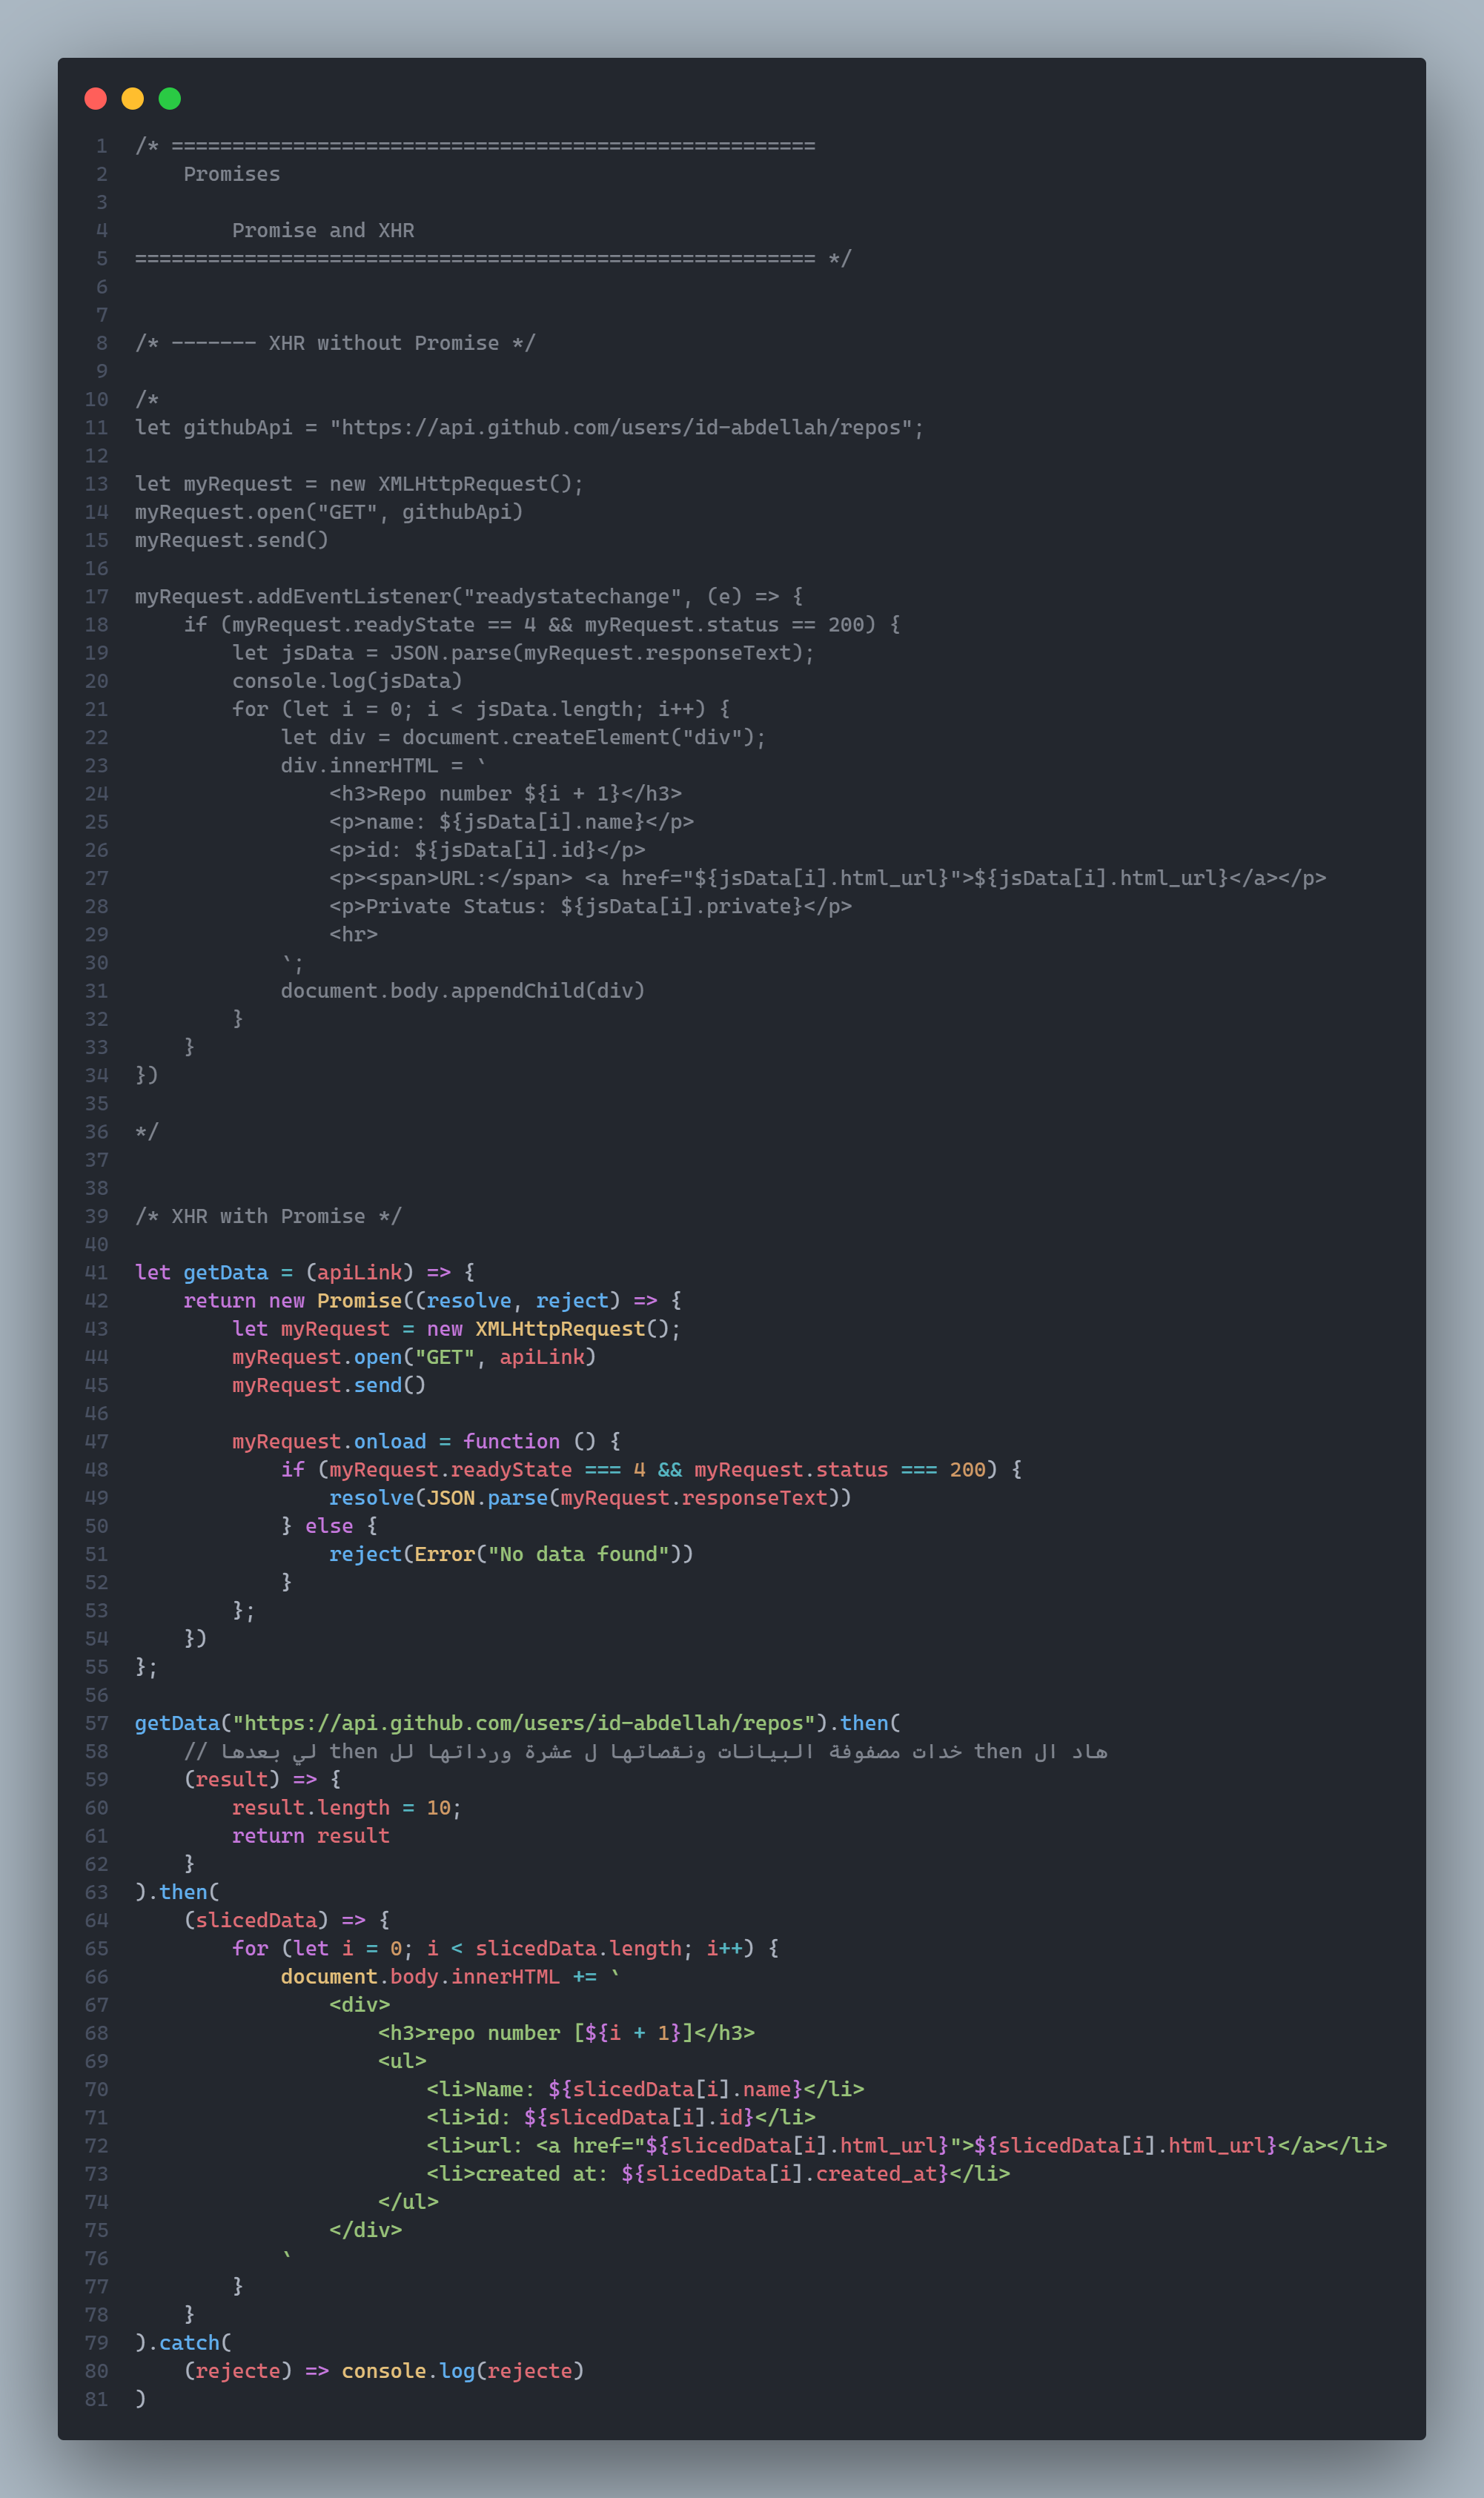 1 /* =====================================================
2     Promises
3
4         Promise and XHR
5 ======================================================== */
6
7
8 /* ------- XHR without Promise */
9
10 /*
11 let githubApi = "https://api.github.com/users/id-abdellah/repos";
12
13 let myRequest = new XMLHttpRequest();
14 myRequest.open("GET", githubApi)
15 myRequest.send()
16
17 myRequest.addEventListener("readystatechange", (e) => {
18     if (myRequest.readyState == 4 && myRequest.status == 200) {
19         let jsData = JSON.parse(myRequest.responseText);
20         console.log(jsData)
21         for (let i = 0; i < jsData.length; i++) {
22             let div = document.createElement("div");
23             div.innerHTML = `
24                 <h3>Repo number ${i + 1}</h3>
25                 <p>name: ${jsData[i].name}</p>
26                 <p>id: ${jsData[i].id}</p>
27                 <p><span>URL:</span> <a href="${jsData[i].html_url}">${jsData[i].html_url}</a></p>
28                 <p>Private Status: ${jsData[i].private}</p>
29                 <hr>
30             `;
31             document.body.appendChild(div)
32         }
33     }
34 })
35
36 */
37
38
39 /* XHR with Promise */
40
41 let getData = (apiLink) => {
42     return new Promise((resolve, reject) => {
43         let myRequest = new XMLHttpRequest();
44         myRequest.open("GET", apiLink)
45         myRequest.send()
46
47         myRequest.onload = function () {
48             if (myRequest.readyState === 4 && myRequest.status === 200) {
49                 resolve(JSON.parse(myRequest.responseText))
50             } else {
51                 reject(Error("No data found"))
52             }
53         };
54     })
55 };
56
57 getData("https://api.github.com/users/id-abdellah/repos").then(
58     // هاد ال then خدات مصفوفة البيانات ونقصاتها ل عشرة ورداتها لل then لي بعدها
59     (result) => {
60         result.length = 10;
61         return result
62     }
63 ).then(
64     (slicedData) => {
65         for (let i = 0; i < slicedData.length; i++) {
66             document.body.innerHTML += `
67                 <div>
68                     <h3>repo number [${i + 1}]</h3>
69                     <ul>
70                         <li>Name: ${slicedData[i].name}</li>
71                         <li>id: ${slicedData[i].id}</li>
72                         <li>url: <a href="${slicedData[i].html_url}">${slicedData[i].html_url}</a></li>
73                         <li>created at: ${slicedData[i].created_at}</li>
74                     </ul>
75                 </div>
76             `
77         }
78     }
79 ).catch(
80     (rejecte) => console.log(rejecte)
81 )